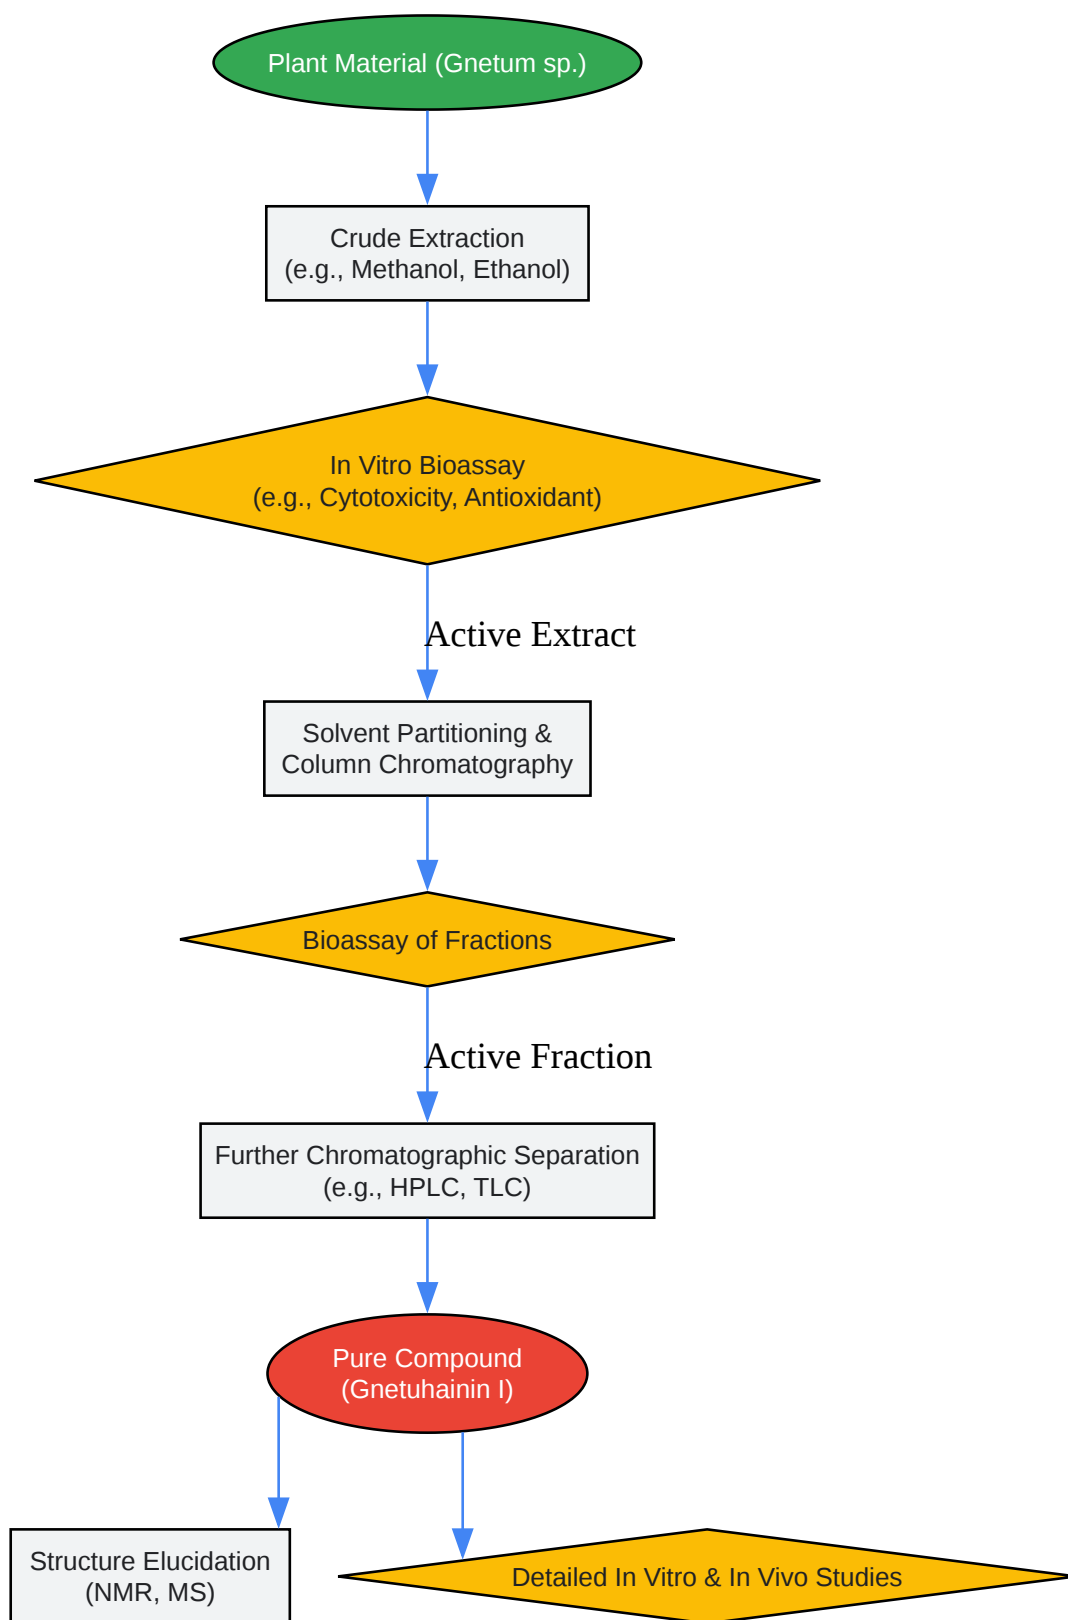 Plant Material (Gnetum sp.)
Crude Extraction
(e.g., Methanol, Ethanol)
In Vitro Bioassay
(e.g., Cytotoxicity, Antioxidant)
Active Extract
Solvent Partitioning &
Column Chromatography
Bioassay of Fractions
Active Fraction
Further Chromatographic Separation
(e.g., HPLC, TLC)
Pure Compound
(Gnetuhainin I)
Structure Elucidation
(NMR, MS)
Detailed In Vitro & In Vivo Studies